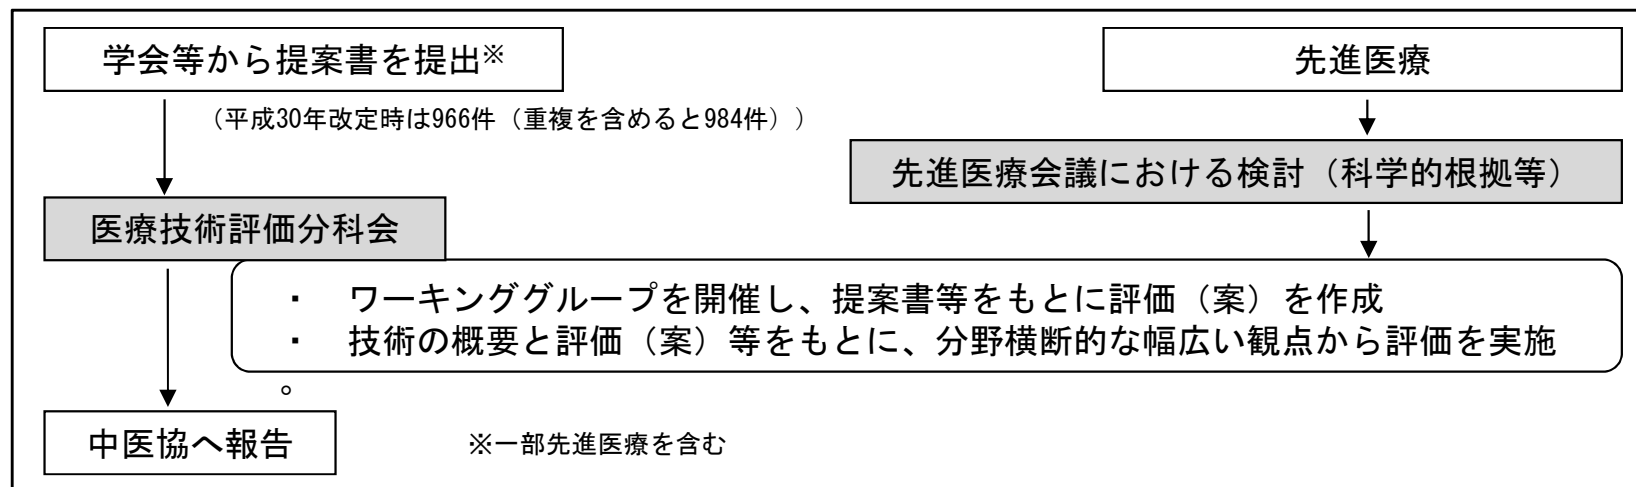 学会等から提案書を提出※
先進医療
（平成30年改定時は966件（重複を含めると984件））
先進医療会議における検討（科学的根拠等）
医療技術評価分科会
・　ワーキンググループを開催し、提案書等をもとに評価（案）を作成
・　技術の概要と評価（案）等をもとに、分野横断的な幅広い観点から評価を実施
。
中医協へ報告
※一部先進医療を含む